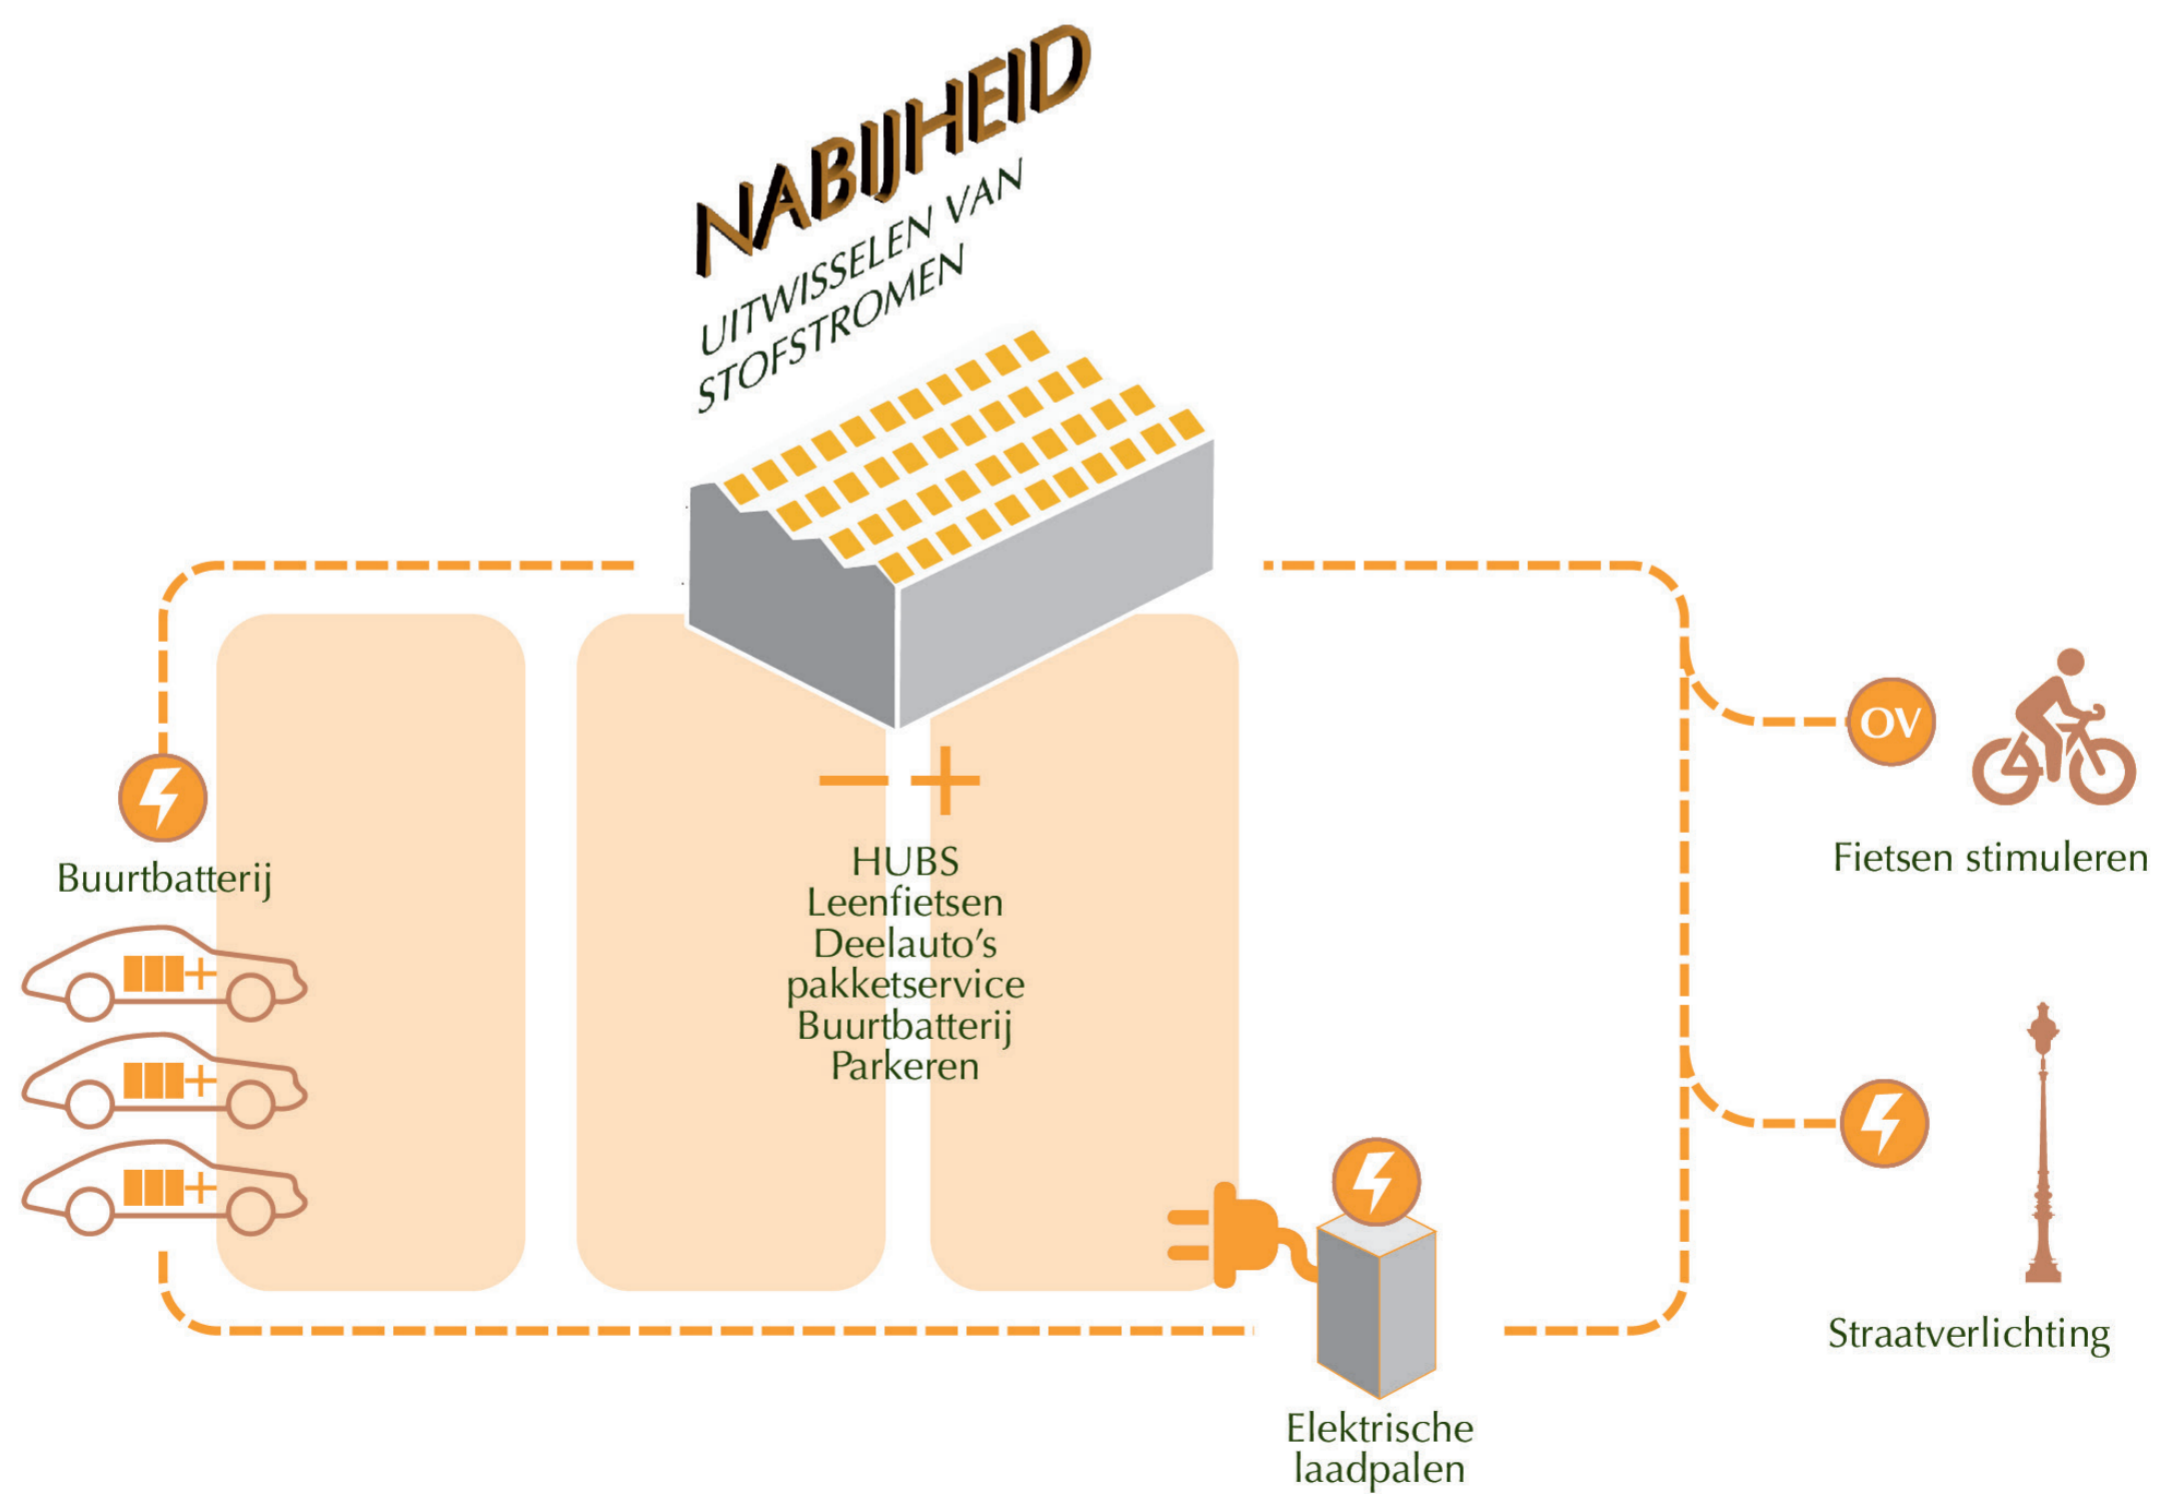 NABIJHEID
UITWISSELEN VAN
STOFSTROMEN
OV
Fietsen stimuleren
Buurtbatterij
HUBS
Leenfietsen
Deelauto's
pakketservice
Buurtbatterij
Parkeren
Straatverlichting
Elektrische
laadpalen